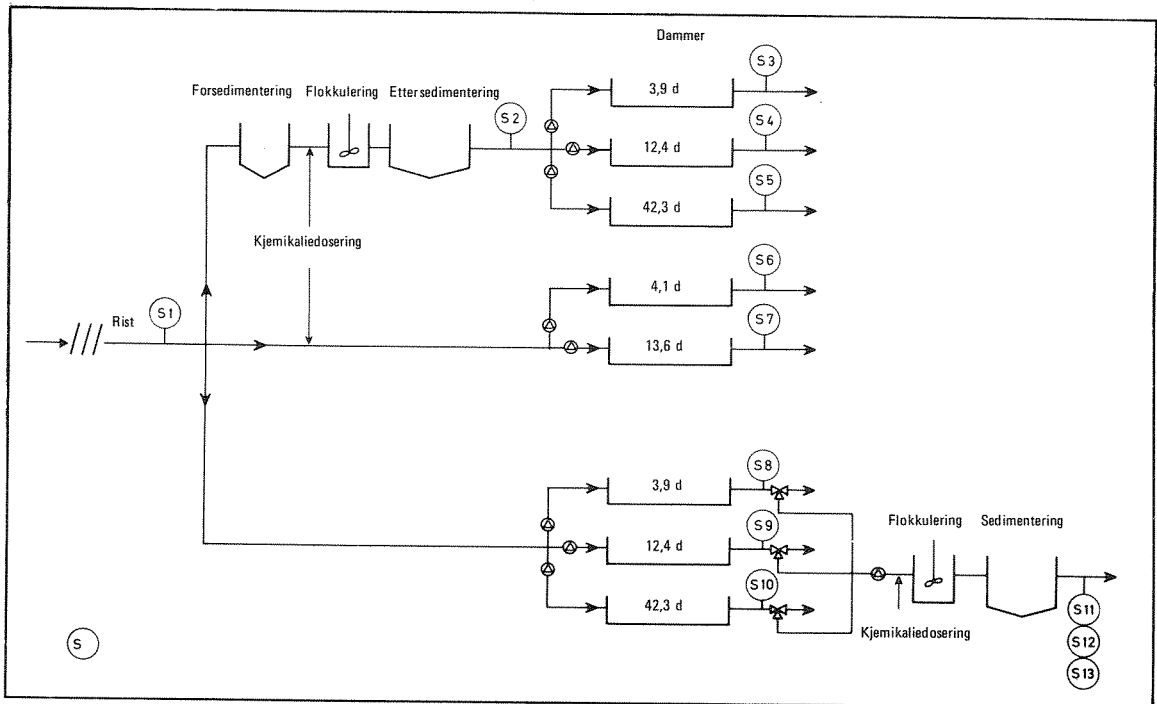 Dammer
S3
3,9 d
Forsedimentering
Flokkulering
Ettersedimentering
S2
S4
12,4 d
S5
42,3 d
Kjemikaliedosering
S6
4,1 d
Rist
S1
S7
13,6 d
S8
3,9 d
S9
12,4 d
Flokkulering
Sedimentering
S10
42,3 d
Kjemikaliedosering
S11
S12
S13
S